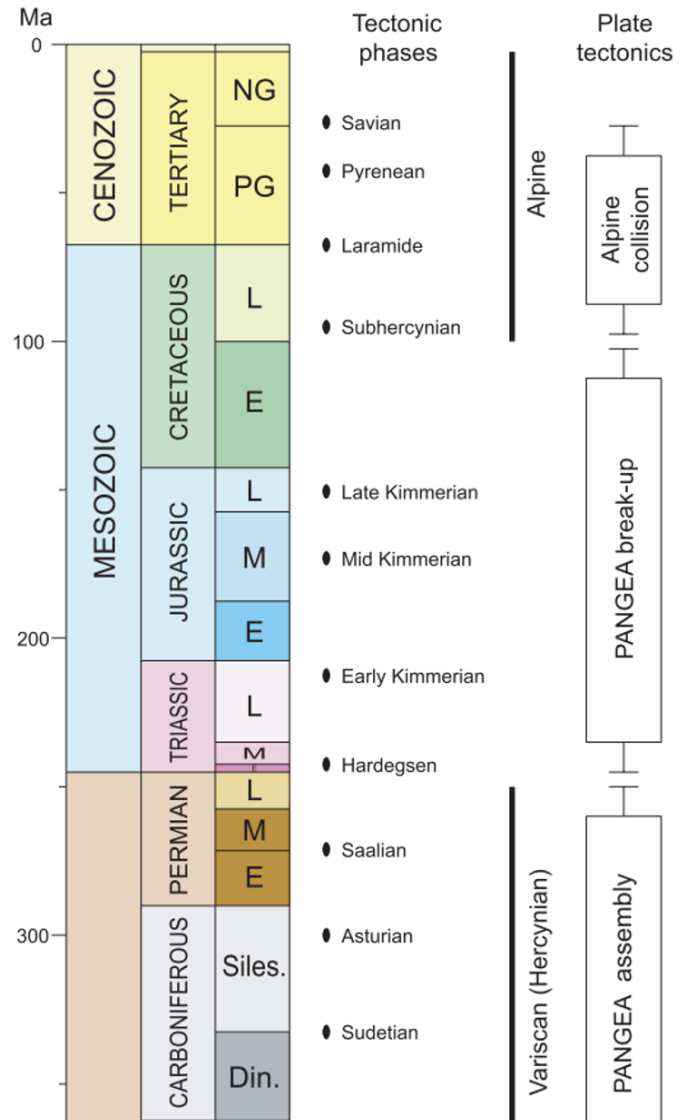 Ma
Tectonic
phases
Plate
tectonics
0
100
200
300
CENOZOIC
MESOZOIC
TERTIARY
CRETACEOUS
JURASSIC
TRIASSIC
PERMIAN
CARBONIFEROUS
NG
PG
L
E
L
M
E
L
M
E
L
M
E
Siles.
Din.
Savian
Pyrenean
Laramide
Subhercynian
Late Kimmerian
Mid Kimmerian
Early Kimmerian
Hardegsen
Saalian
Asturian
Sudetian
Alpine
Variscan (Hercynian)
Alpine
collision
PANGEA break-up
PANGEA assembly